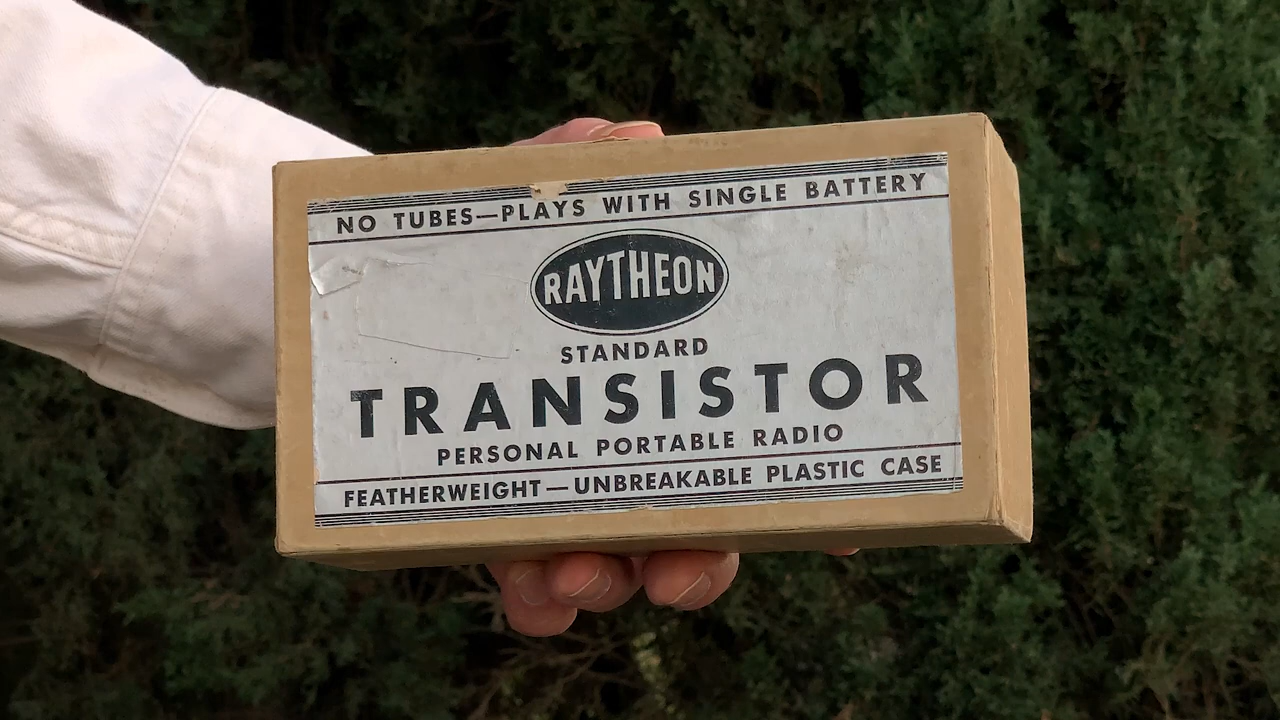 NO TUBES—PLAYS WITH SINGLE BATTERY
RAYTHEON
STANDARD
TRANSISTOR
PERSONAL PORTABLE RADIO
FEATHERWEIGHT—UNBREAKABLE PLASTIC CASE